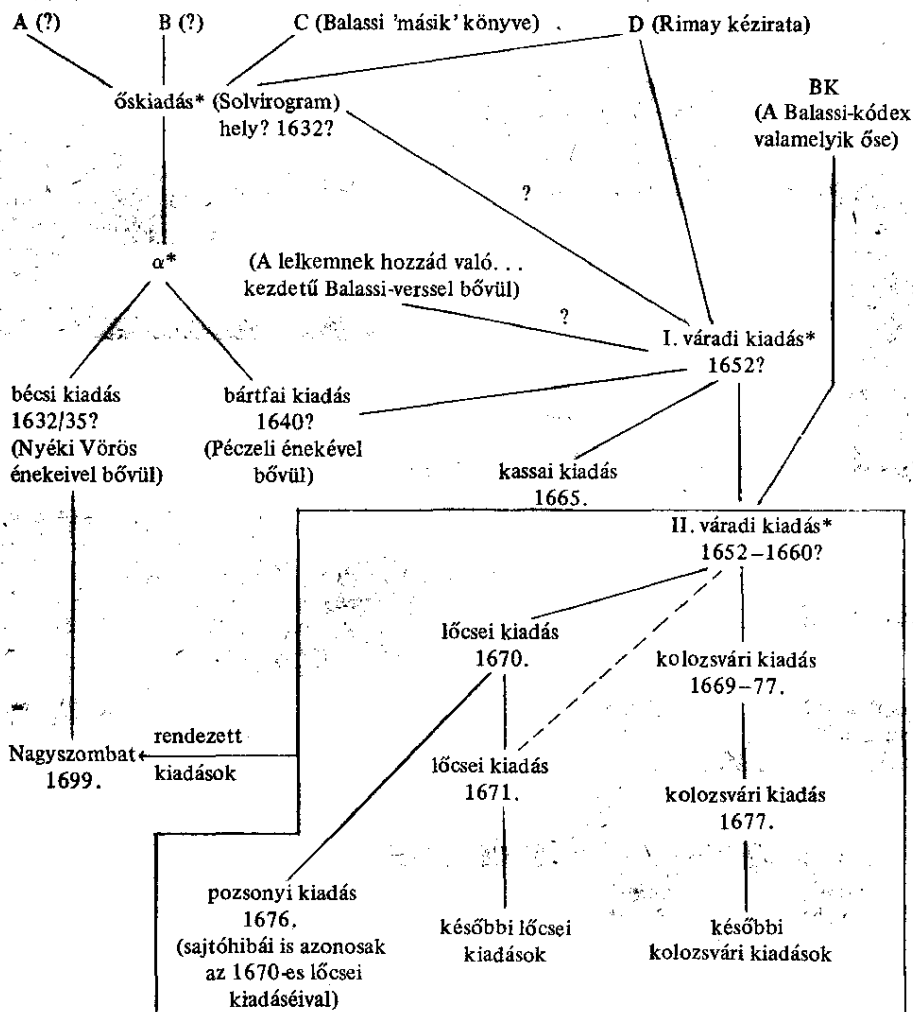 A (?) B (?) C (Balassi 'másik' könyve) D (Rimay kézirata)
őskiadás* (Solvirogram)
hely? 1632?
BK
(A Balassi-kódex
valamelyik őse)
?
α*
(A lelkemnek hozzád való...
kezdetű Balassi-verssel bővül)
?
I. váradi kiadás*
1652?
bécsi kiadás
1632/35?
(Nyéki Vörös
énekeivel bővül)
bártfai kiadás
1640?
(Péczeli énekével
bővül)
kassai kiadás
1665.
II. váradi kiadás*
1652–1660?
lőcsei kiadás
1670.
kolozsvári kiadás
1669–77.
Nagyszombat
1699.
rendezett
kiadások
lőcsei kiadás
1671.
kolozsvári kiadás
1677.
pozsonyi kiadás
1676.
(sajtóhibái is azonosak
az 1670-es lőcsei
kiadáséival)
későbbi lőcsei
kiadások
későbbi
kolozsvári kiadások